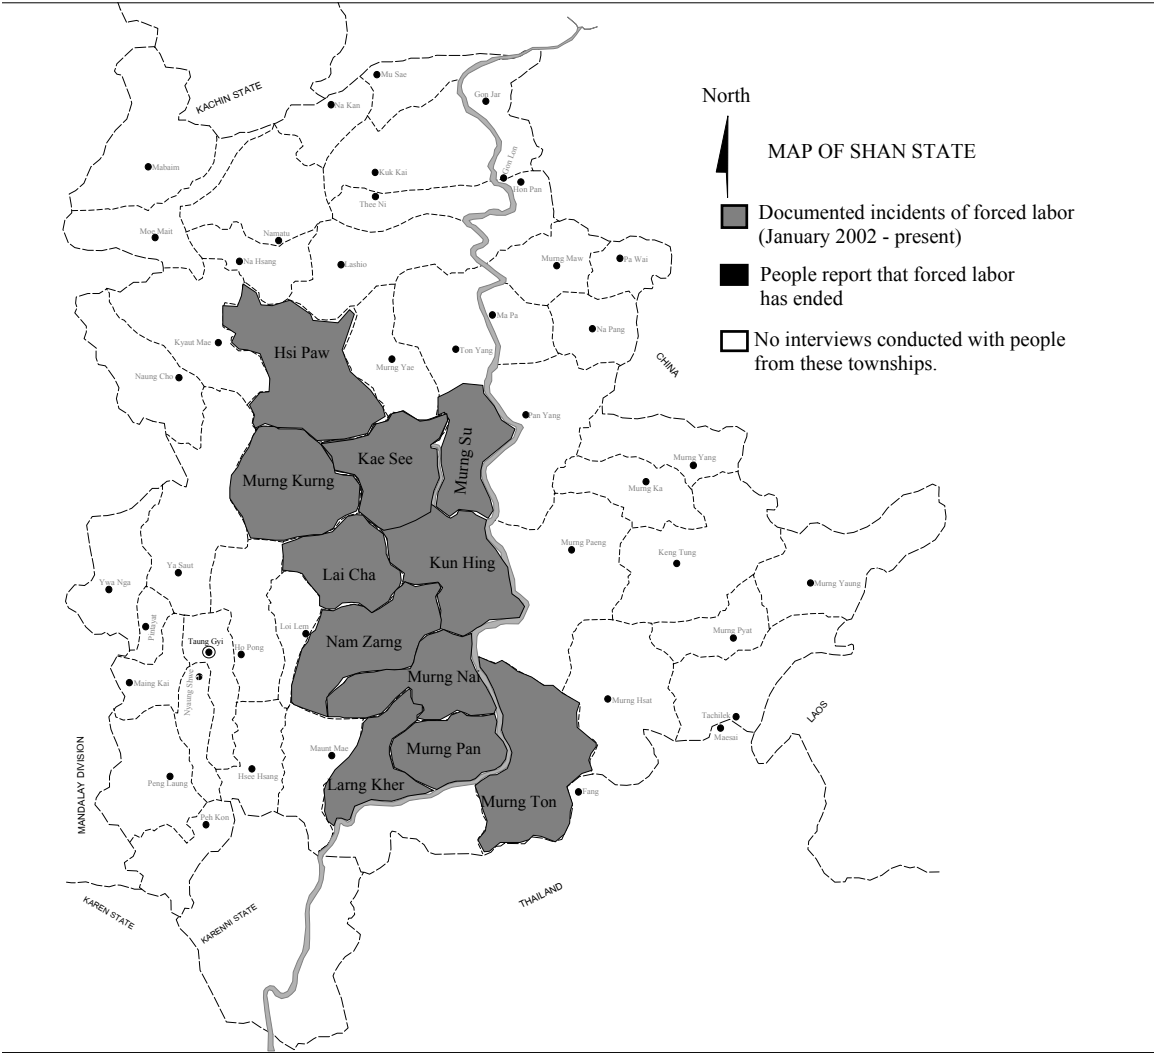 Mu Sae
KACHIN STATE
Na Kan
Gon Jar
North
MAP OF SHAN STATE
Mabaim
Kuk Kai
Gon Lon
Hon Pan
Thee Ni
Documented incidents of forced labor
(January 2002 - present)
Moe Mait
Namatu
Na Hsang
Lashio
Murng Maw
Pa Wai
People report that forced labor
has ended
Ma Pa
Na Pang
No interviews conducted with people
from these townships.
Kyaut Mae
Hsi Paw
Murng Yae
Ton Yang
CHINA
Naung Cho
Pan Yang
Murng Su
Kae See
Murng Kurng
Murng Yang
Murng Ka
Murng Paeng
Keng Tung
Kun Hing
Lai Cha
Ya Saut
Ywa Nga
Murng Yaung
Pinayat
Taung Gyi
Loi Lem
Ho Pong
Nam Zarng
Murng Pyat
Maing Kai
Nyaung Shwe
Murng Nai
Murng Hsat
Tachilek
Maesai
LAOS
Maunt Mae
Murng Pan
MANDALAY DIVISION
Peng Laung
Hsee Hsang
Larng Kher
Murng Ton
Fang
Peh Kon
THAILAND
KAREN STATE
KARENNI STATE